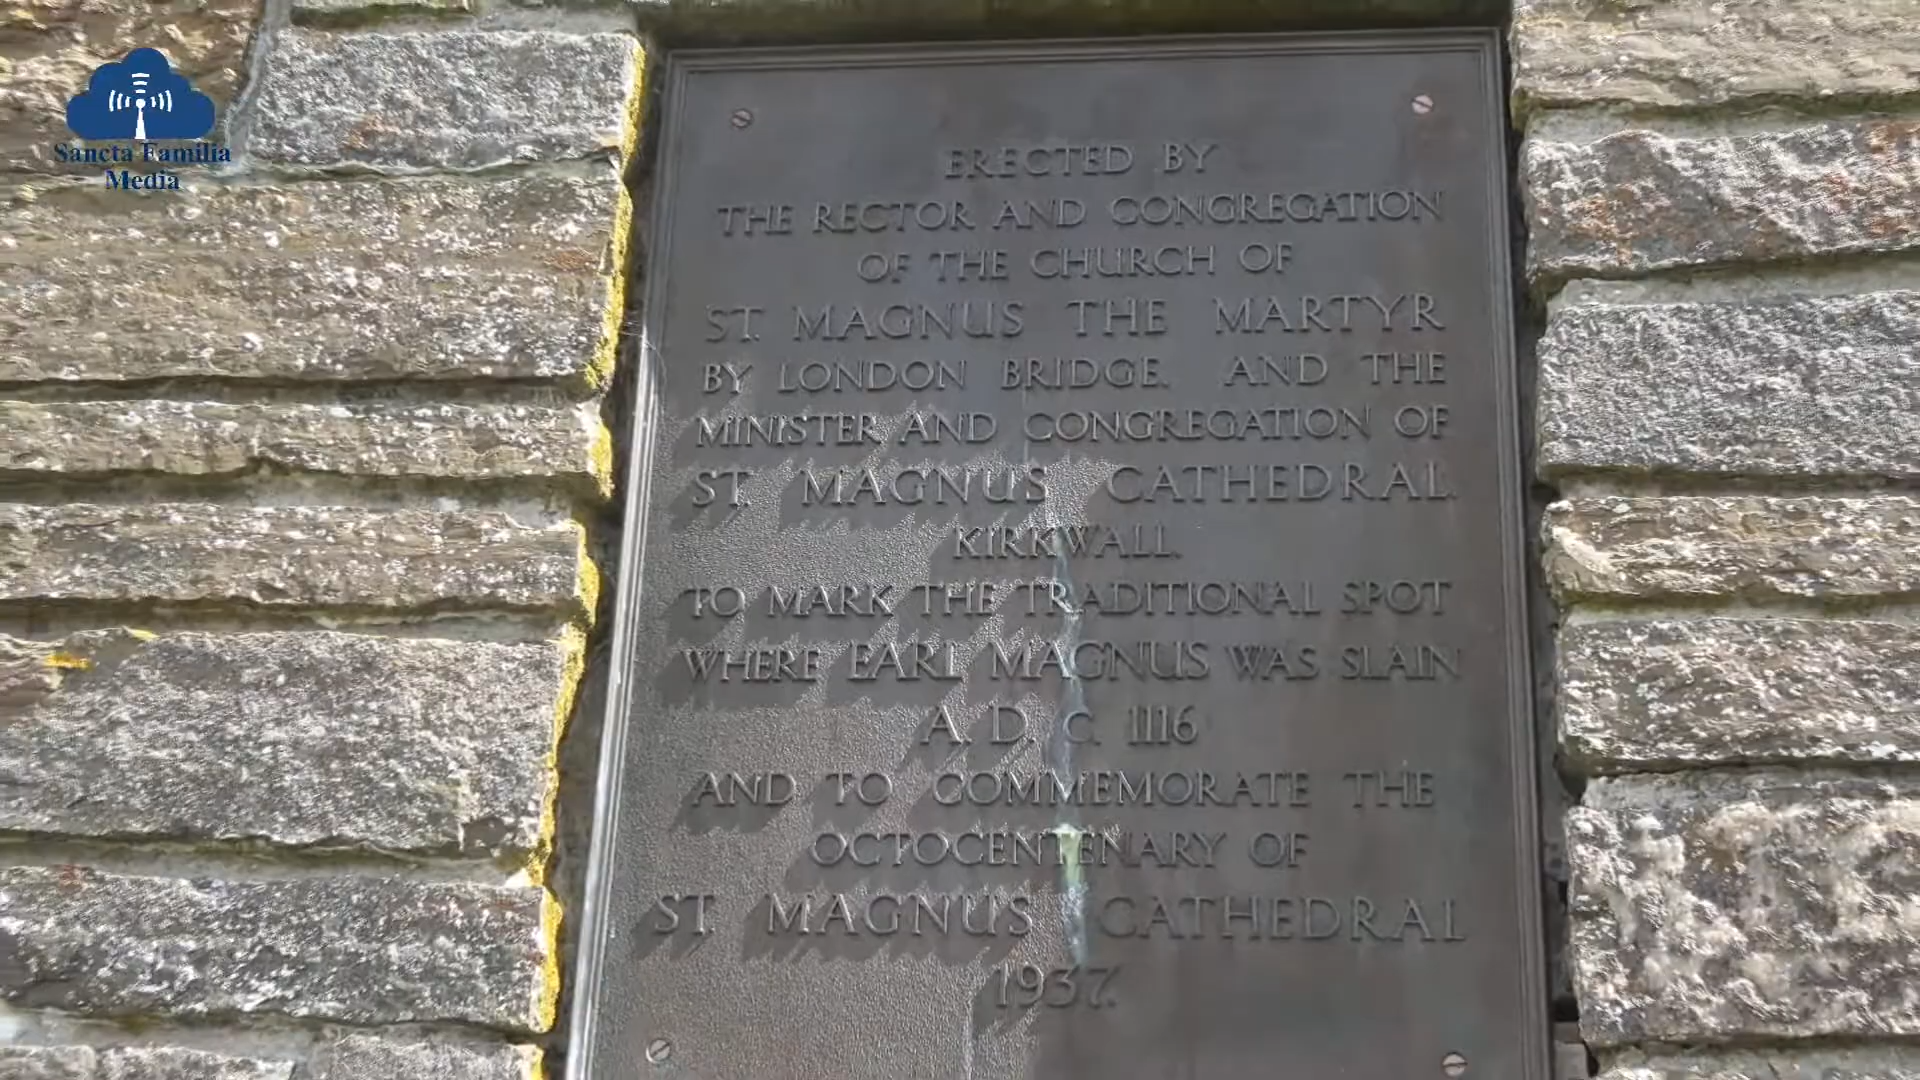 Sancta Familia
Media
ERECTED BY
THE RECTOR AND CONGREGATION
OF THE CHURCH OF
ST. MAGNUS THE MARTYR
BY LONDON BRIDGE. AND THE
MINISTER AND CONGREGATION OF
ST. MAGNUS CATHEDRAL.
KIRKWALL.
TO MARK THE TRADITIONAL SPOT
WHERE EARL MAGNUS WAS SLAIN
A. D. c. 1116
AND TO COMMEMORATE THE
OCTOCENTENARY OF
ST. MAGNUS CATHEDRAL
1937.